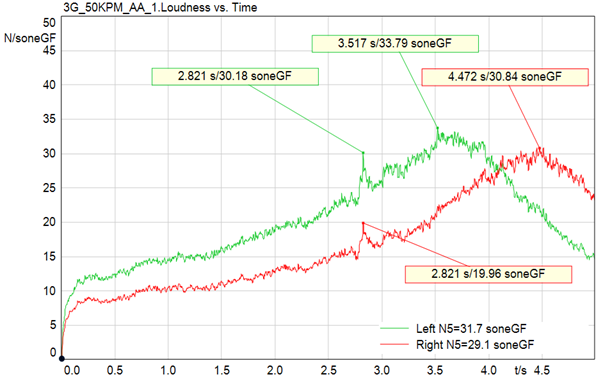 3G_50KPM_AA_1.Loudness vs. Time
50
N/soneGF
45
40
35
30
25
20
15
10
5
0
3.517 s/33.79 soneGF
2.821 s/30.18 soneGF
4.472 s/30.84 soneGF
2.821 s/19.96 soneGF
Left N5=31.7 soneGF
Right N5=29.1 soneGF
0.0 0.5 1.0 1.5 2.0 2.5 3.0 3.5 4.0 t/s 4.5